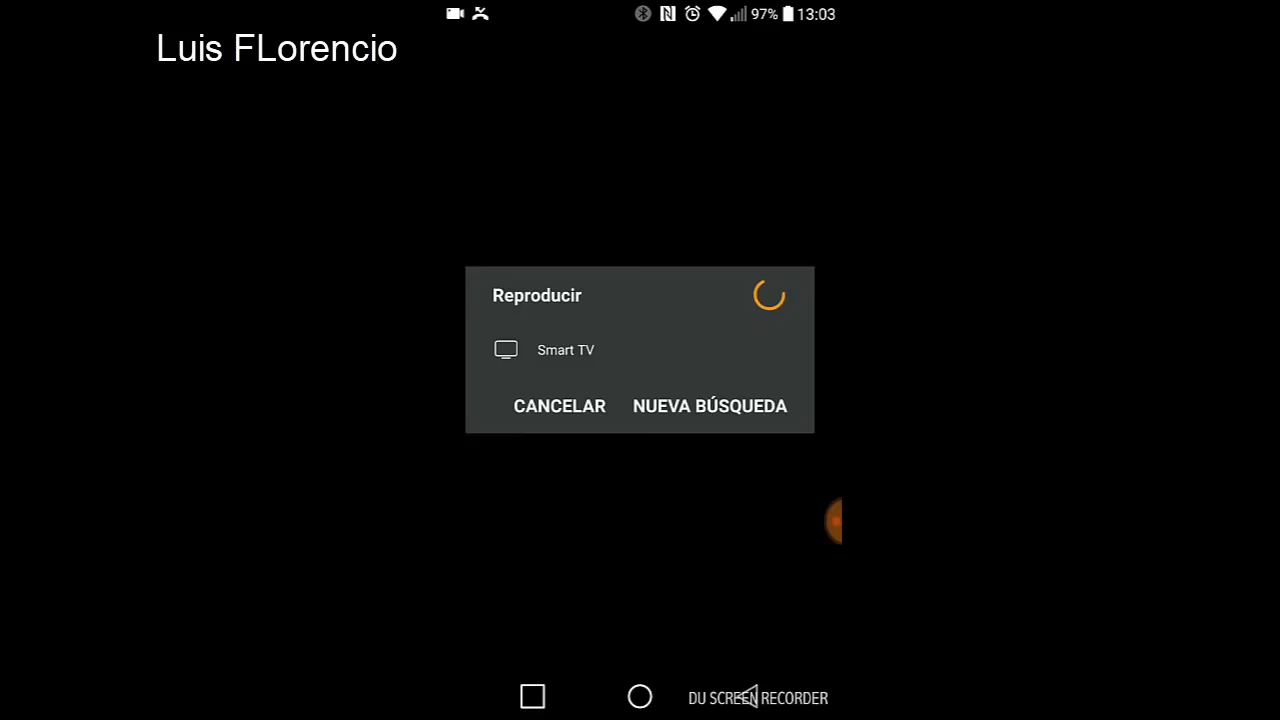 97% 13:03
Luis FLorencio
Reproducir
Smart TV
CANCELAR NUEVA BÚSQUEDA
DU SCREEN RECORDER